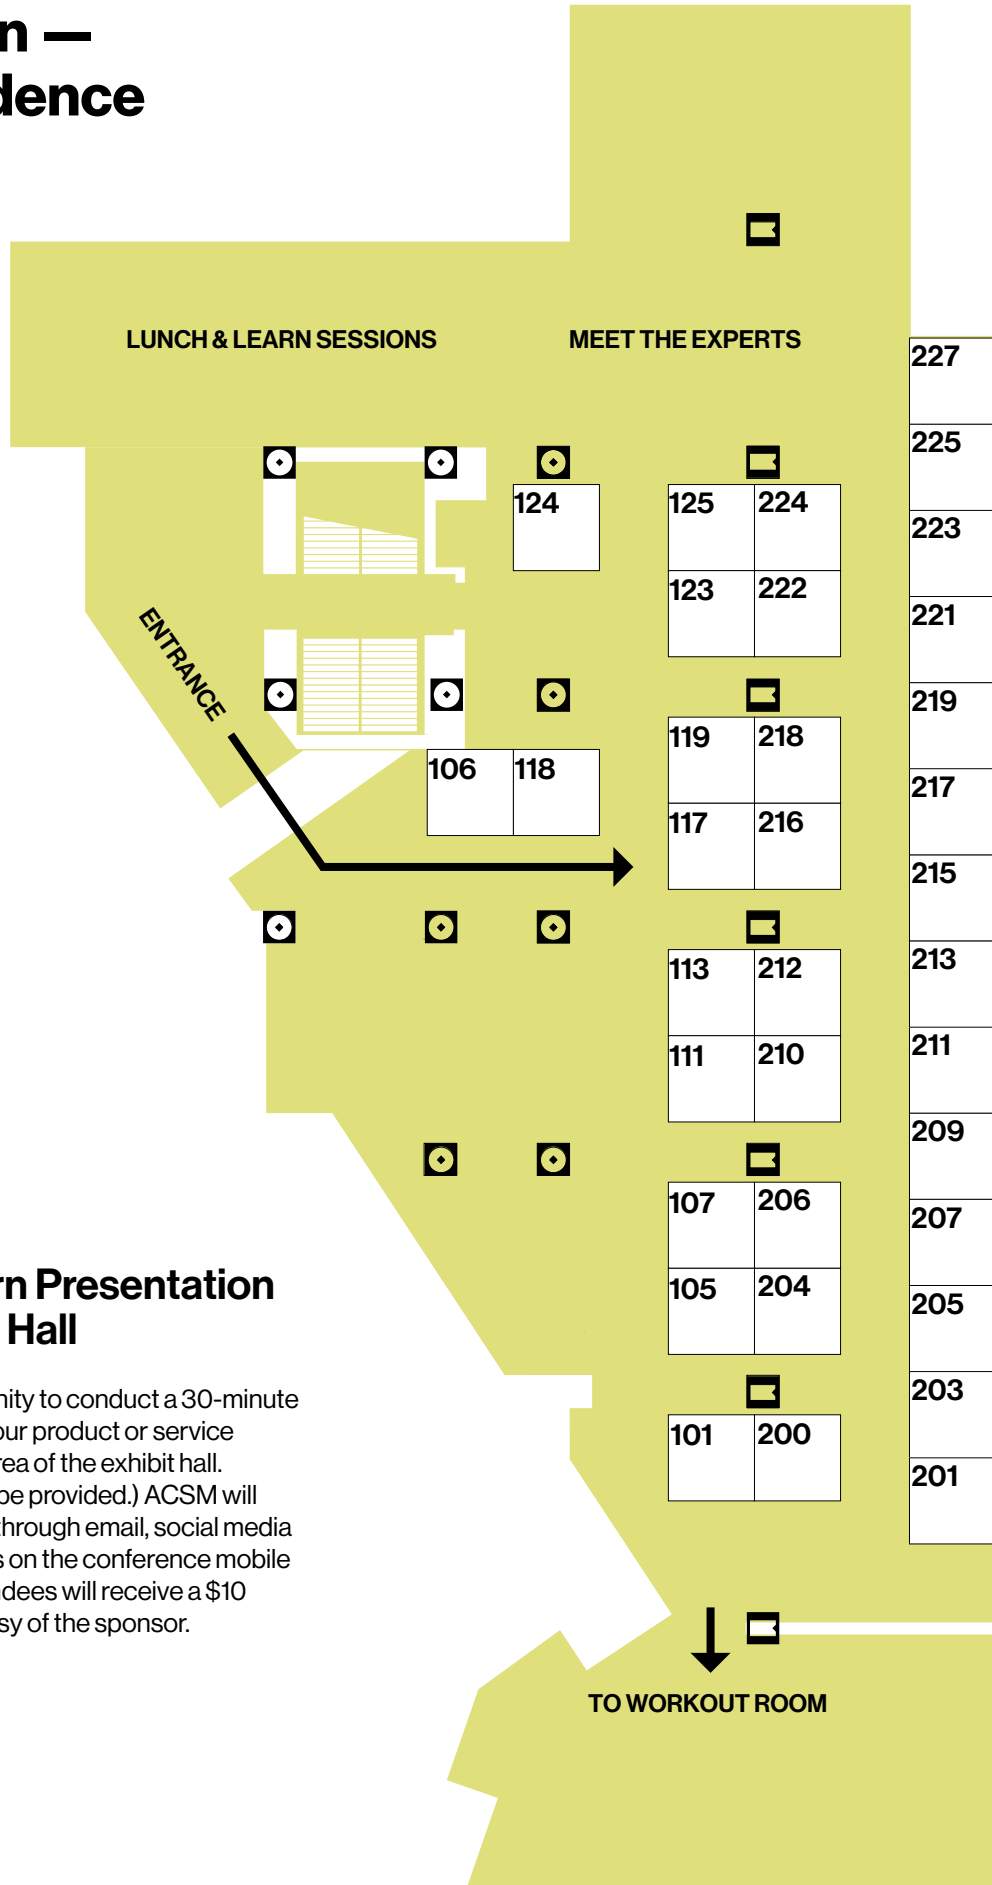 n —
dence
LUNCH & LEARN SESSIONS
MEET THE EXPERTS
227
225
124
125
224
223
123
222
221
ENTRANCE
219
119
218
106
118
217
117
216
215
113
212
213
111
210
211
209
107
206
207
105
204
205
rn Presentation
Hall
203
nity to conduct a 30-minute
our product or service
rea of the exhibit hall.
be provided.) ACSM will
through email, social media
s on the conference mobile
ndees will receive a $10
sy of the sponsor.
101
200
201
TO WORKOUT ROOM